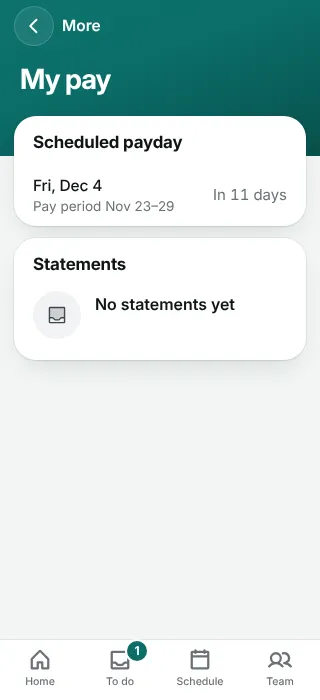 More
My pay
Scheduled payday
Fri, Dec 4
Pay period Nov 23–29
In 11 days
Statements
No statements yet
1
Home
To do
Schedule
Team